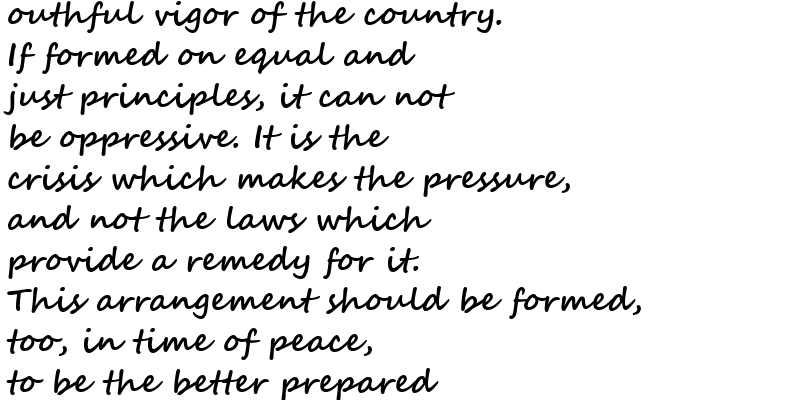 outhful vigor of the country.
If formed on equal and
just principles, it can not
be oppressive. It is the
crisis which makes the pressure,
and not the laws which
provide a remedy for it.
This arrangement should be formed,
too, in time of peace,
to be the better prepared